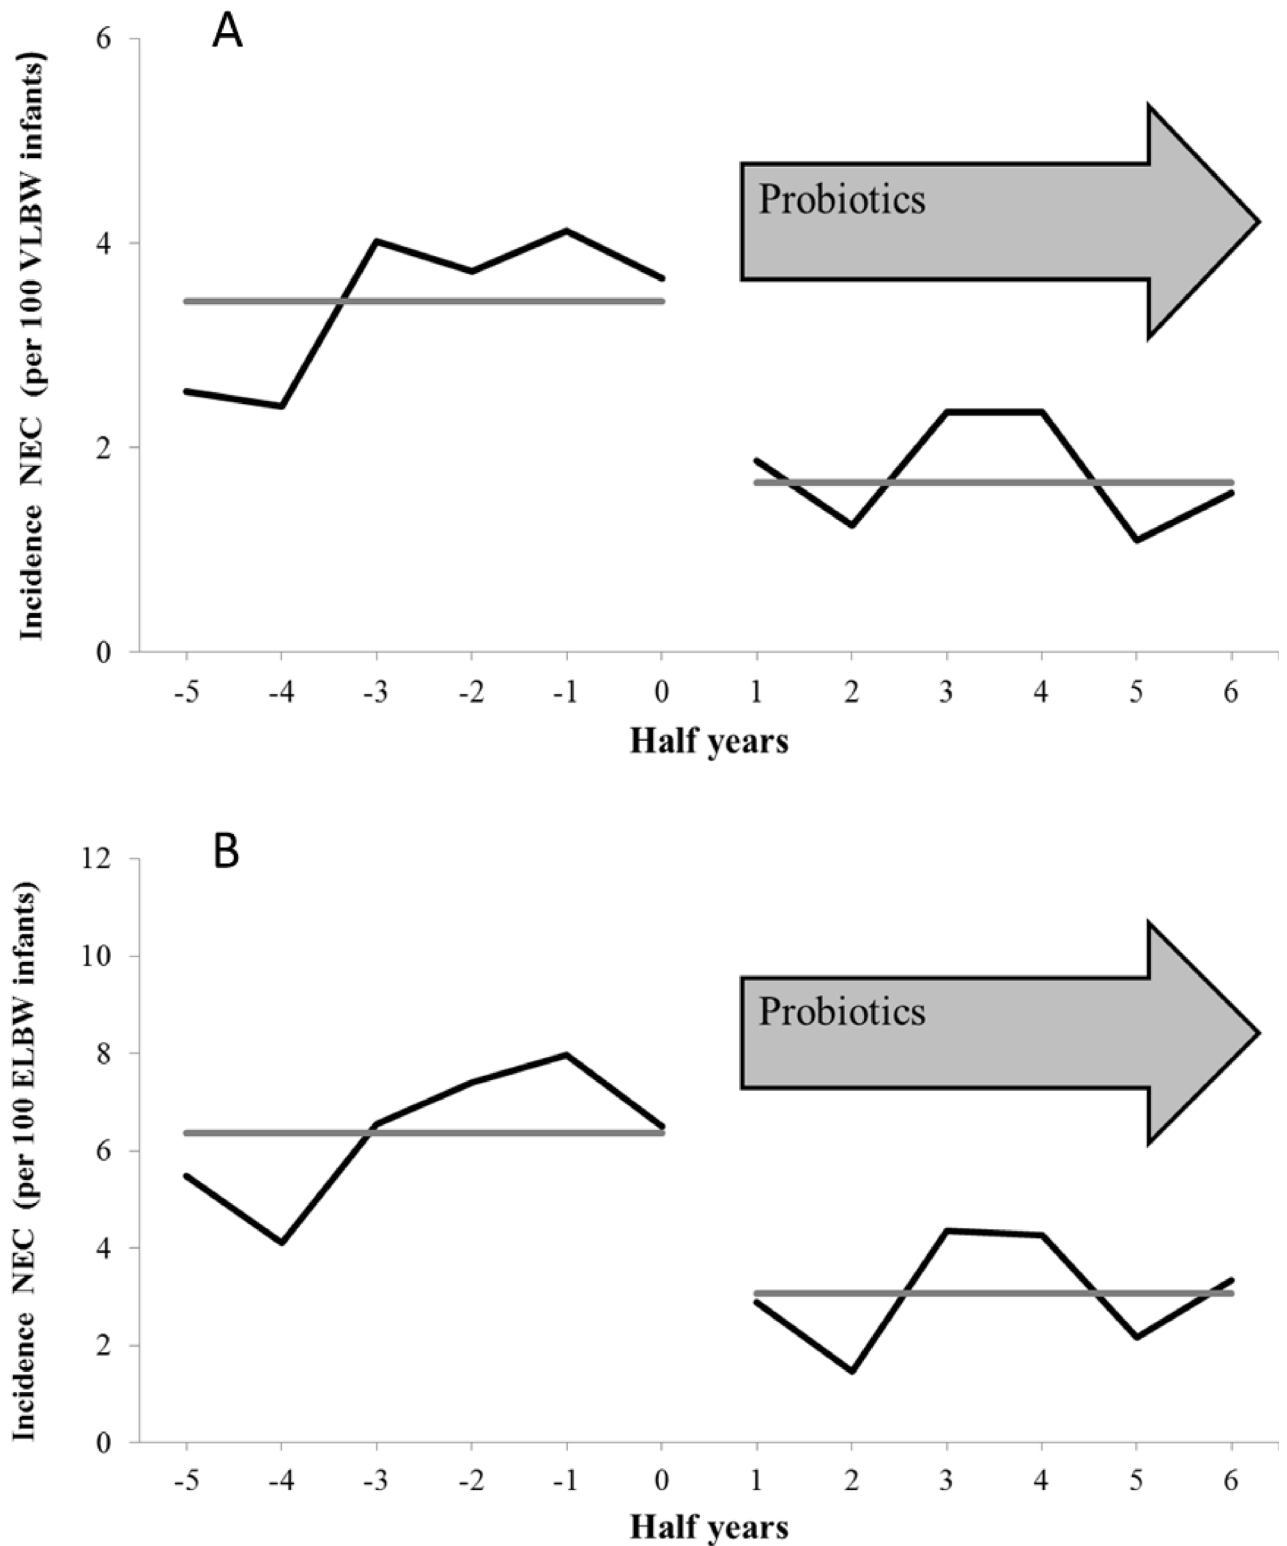 A
Incidence NEC (per 100 VLBW infants)
6
4
2
0
Probiotics
-5 -4 -3 -2 -1 0 1 2 3 4 5 6
Half years
B
Incidence NEC (per 100 ELBW infants)
12
10
8
6
4
2
0
Probiotics
-5 -4 -3 -2 -1 0 1 2 3 4 5 6
Half years